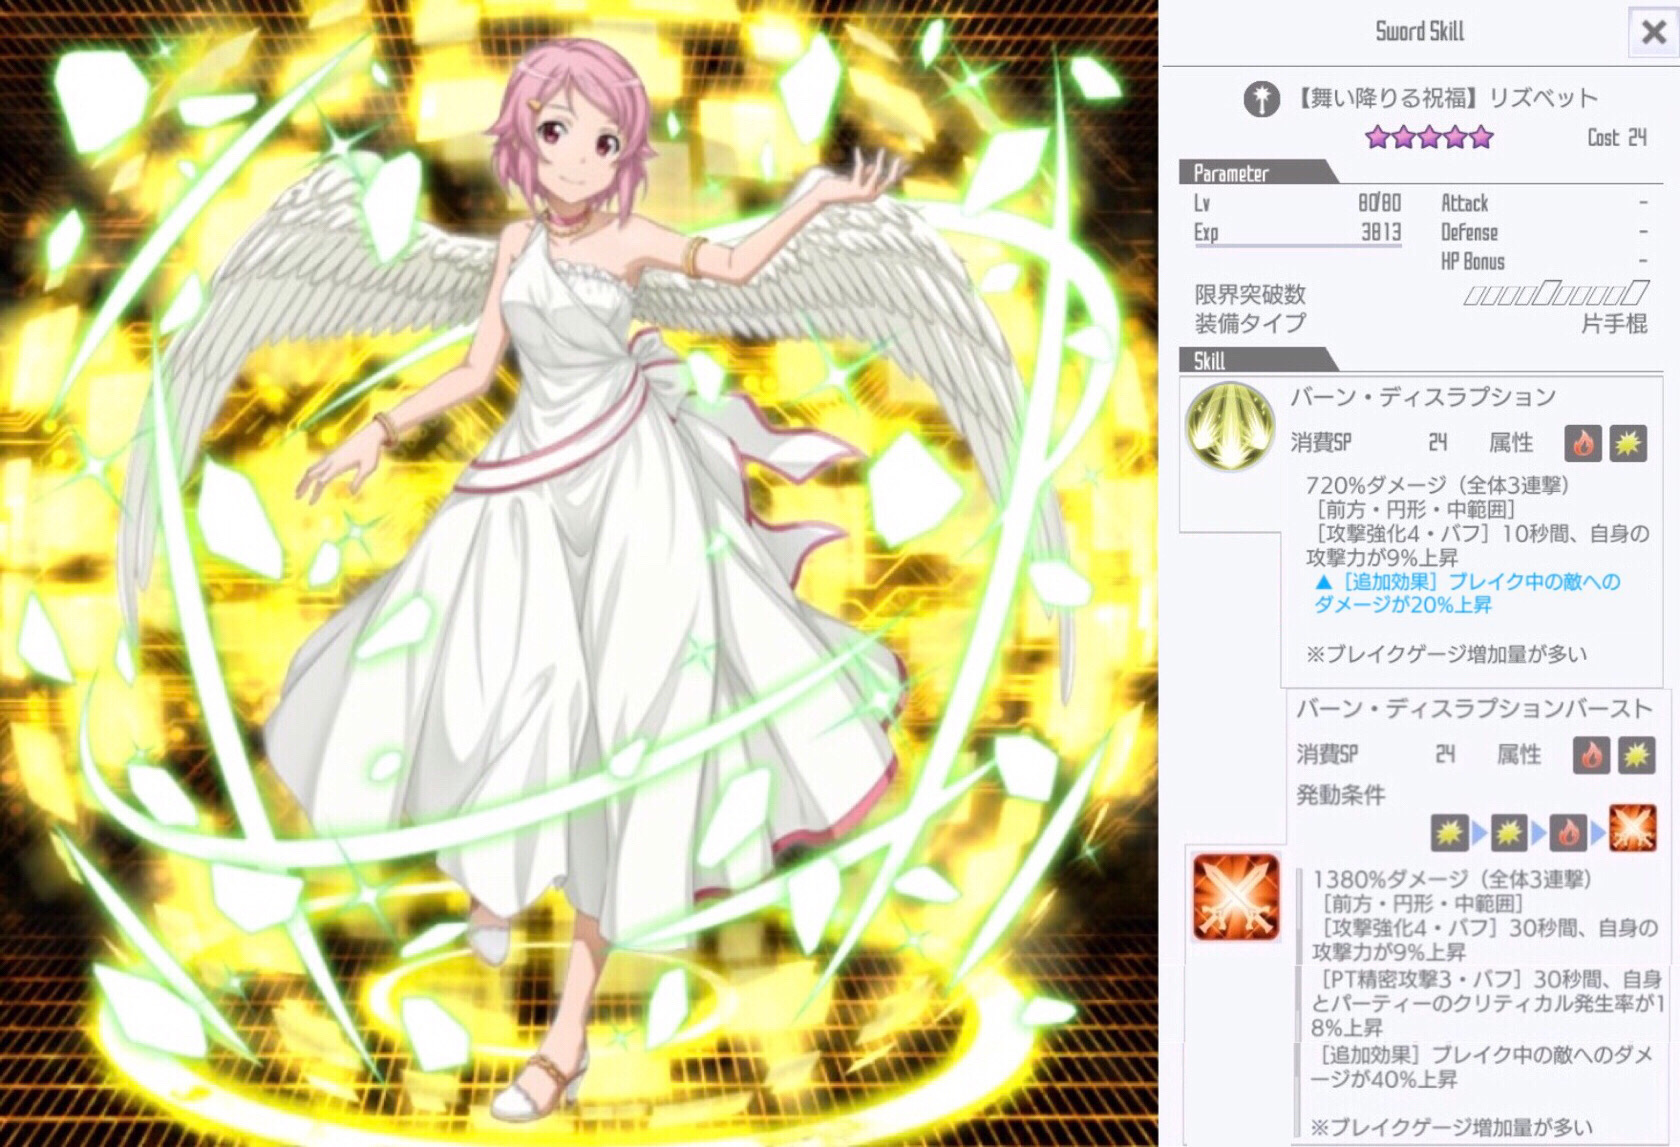 Sword Skill
【舞い降りる祝福】リズベット
Cost 24
Parameter
Lv 80/80 Attack -
Exp 3813 Defense -
HP Bonus -
限界突破数
装備タイプ 片手棍
Skill
バーン・ディスラプション
消費SP 24 属性
720%ダメージ（全体3連撃）
［前方・円形・中範囲］
［攻撃強化4・バフ］10秒間、自身の
攻撃力が9%上昇
▲［追加効果］ブレイク中の敵への
ダメージが20%上昇
※ブレイクゲージ増加量が多い
バーン・ディスラプションバースト
消費SP 24 属性
発動条件
1380%ダメージ（全体3連撃）
［前方・円形・中範囲］
［攻撃強化4・バフ］30秒間、自身の
攻撃力が9%上昇
［PT精密攻撃3・バフ］30秒間、自身
とパーティーのクリティカル発生率が1
8%上昇
［追加効果］ブレイク中の敵へのダメ
ージが40%上昇
※ブレイクゲージ増加量が多い